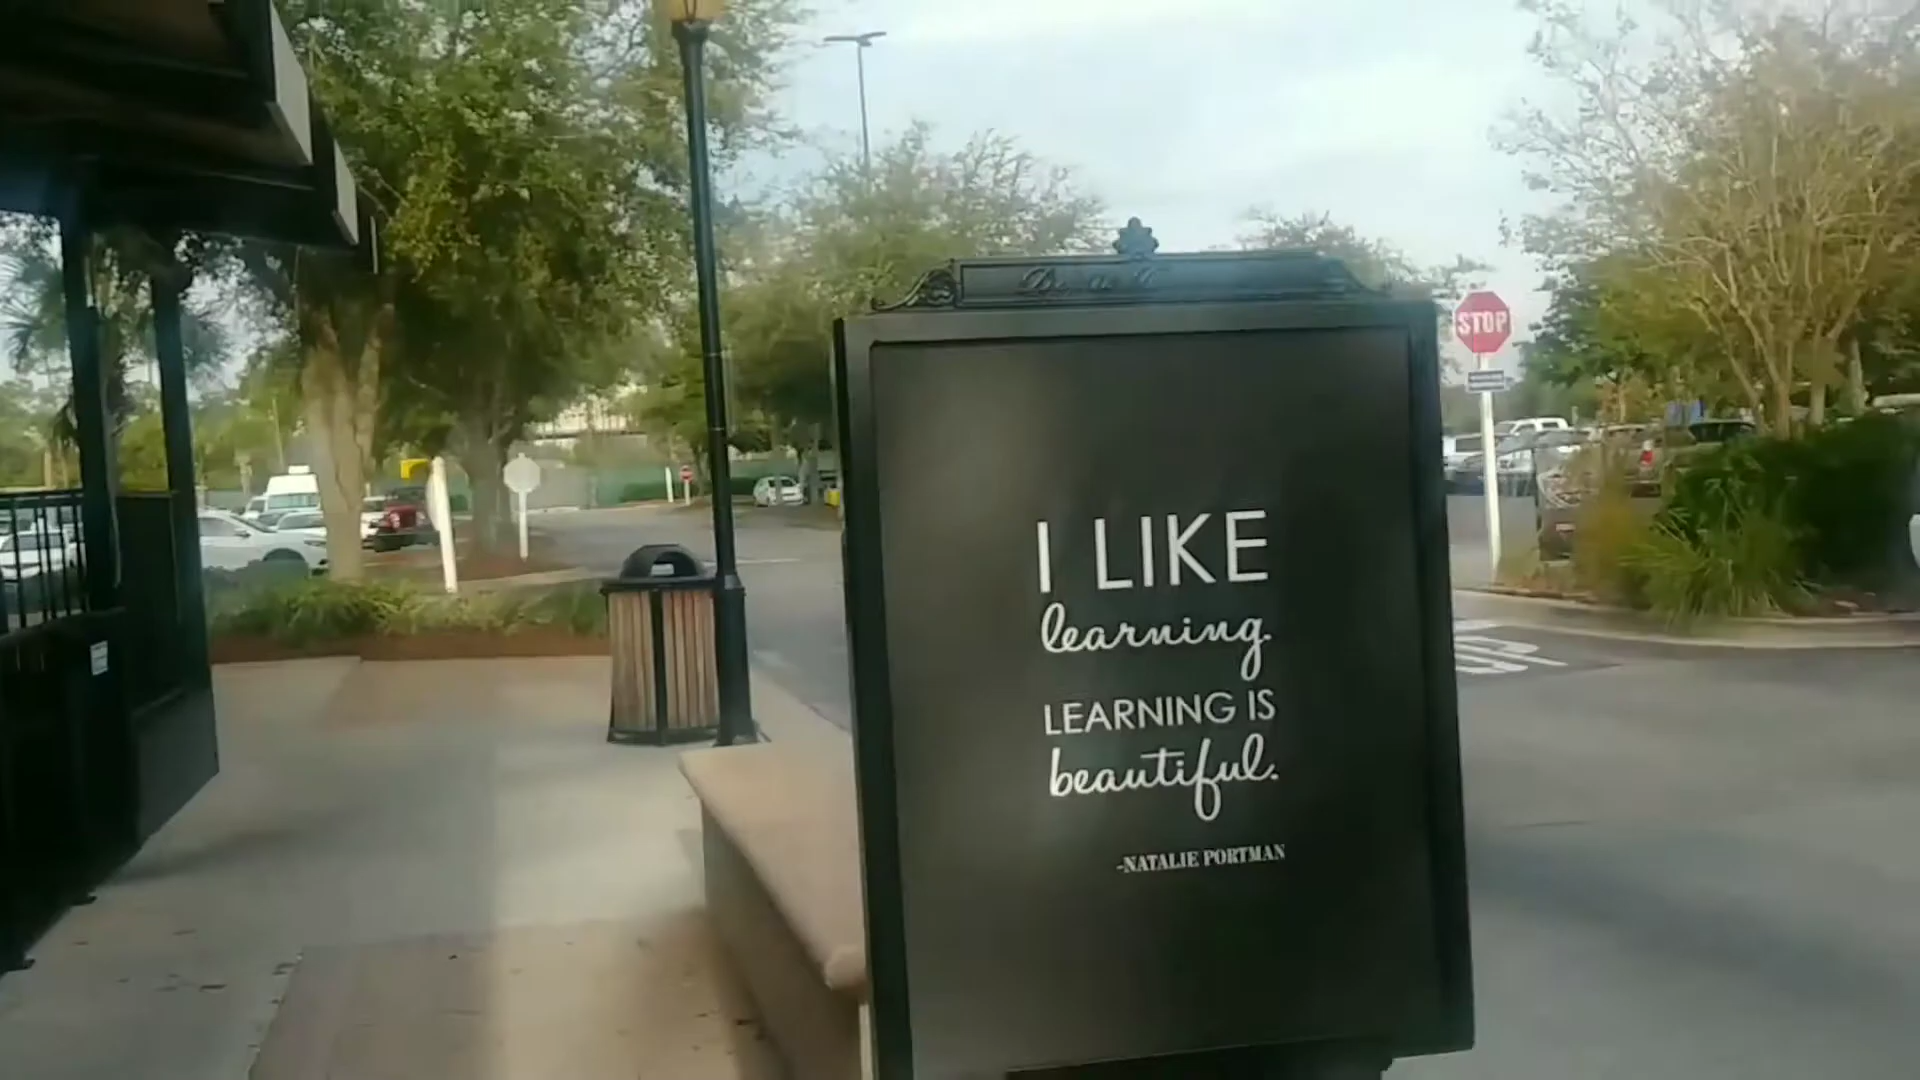 STOP
I LIKE
learning.
LEARNING IS
beautiful.
-NATALIE PORTMAN